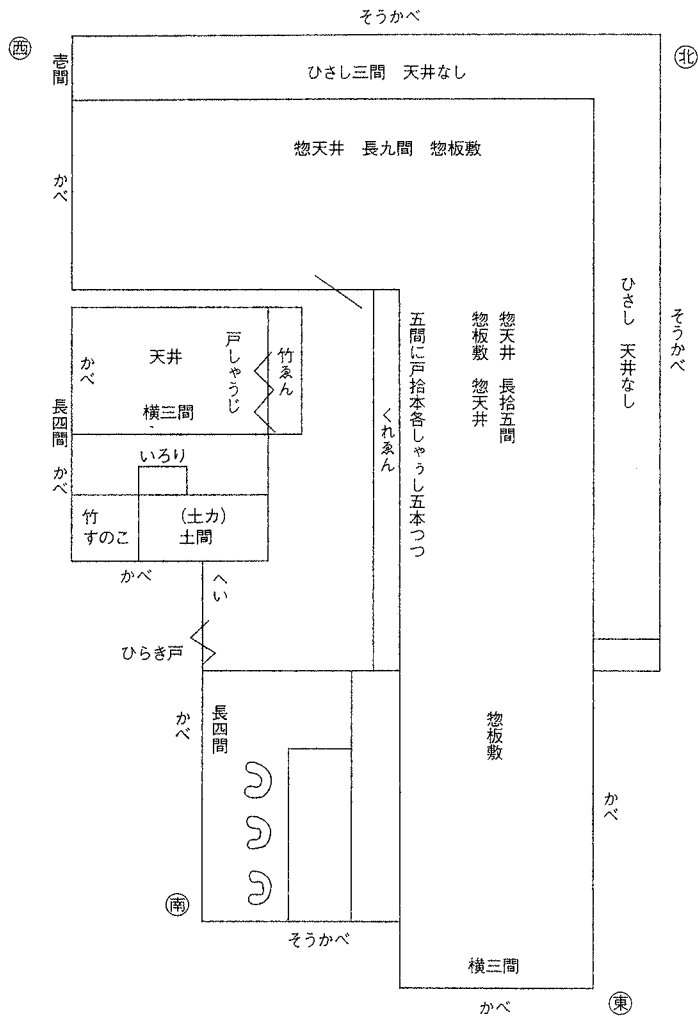 そうかべ
西
北
壱間
ひさし三間　天井なし
惣天井　長九間　惣板敷
かべ
ひさし　天井なし
そうかべ
惣天井　長拾五間
惣板敷　惣天井
五間に戸拾本各しゃうし五本つつ
くれゑん
竹ゑん
戸しゃうじ
天井
かべ
横三間
長四間
いろり
かべ
竹
すのこ
(土カ)
土間
かべ
へい
ひらき戸
かべ
長四間
惣板敷
かべ
南
そうかべ
横三間
かべ
東